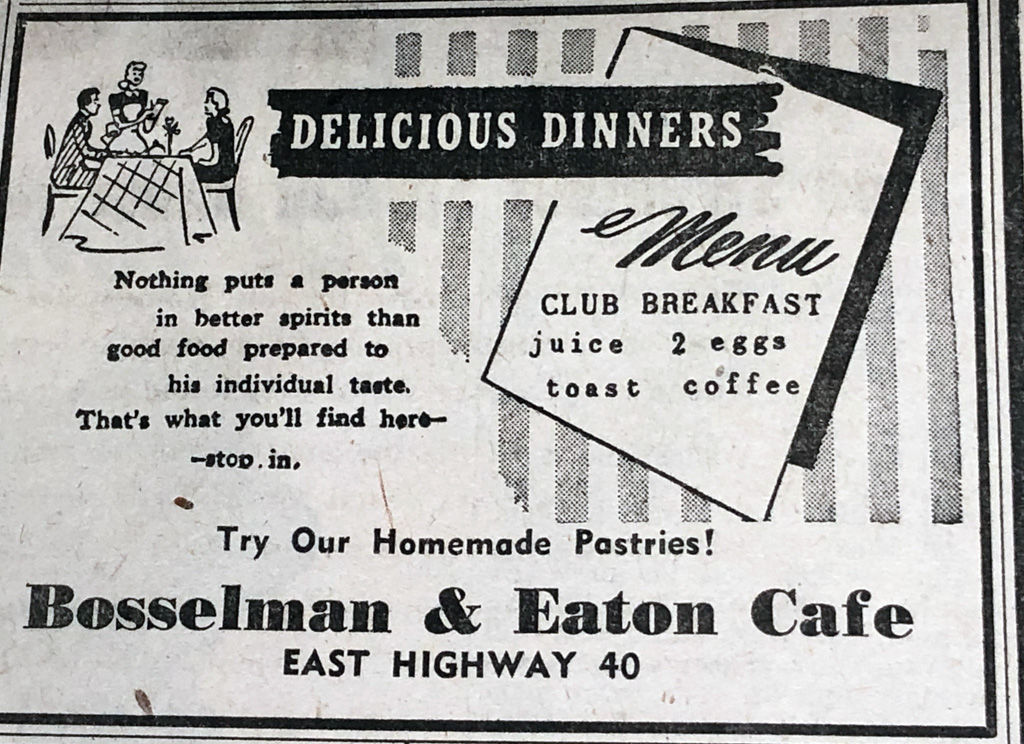 DELICIOUS DINNERS
Menu
CLUB BREAKFAST
juice 2 eggs
toast coffee
Nothing puts a person
in better spirits than
good food prepared to
his individual taste.
That's what you'll find here—
—stop in.
Try Our Homemade Pastries!
Bosselman & Eaton Cafe
EAST HIGHWAY 40